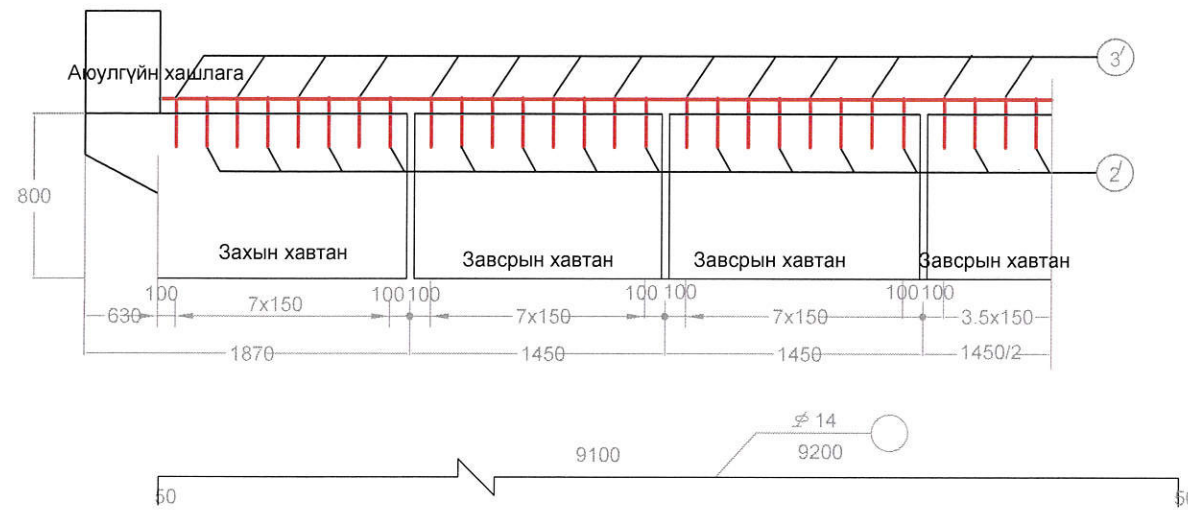 3'
Аюулгүйн хашлага
2'
800
Захын хавтан
Завсрын хавтан
Завсрын хавтан
Завсрын хавтан
100 7x150 100 100 100 100 100 100
630 7x150 7x150 3.5x150
1870 1450 1450 1450/2
⌀ 14
9100 9200
50